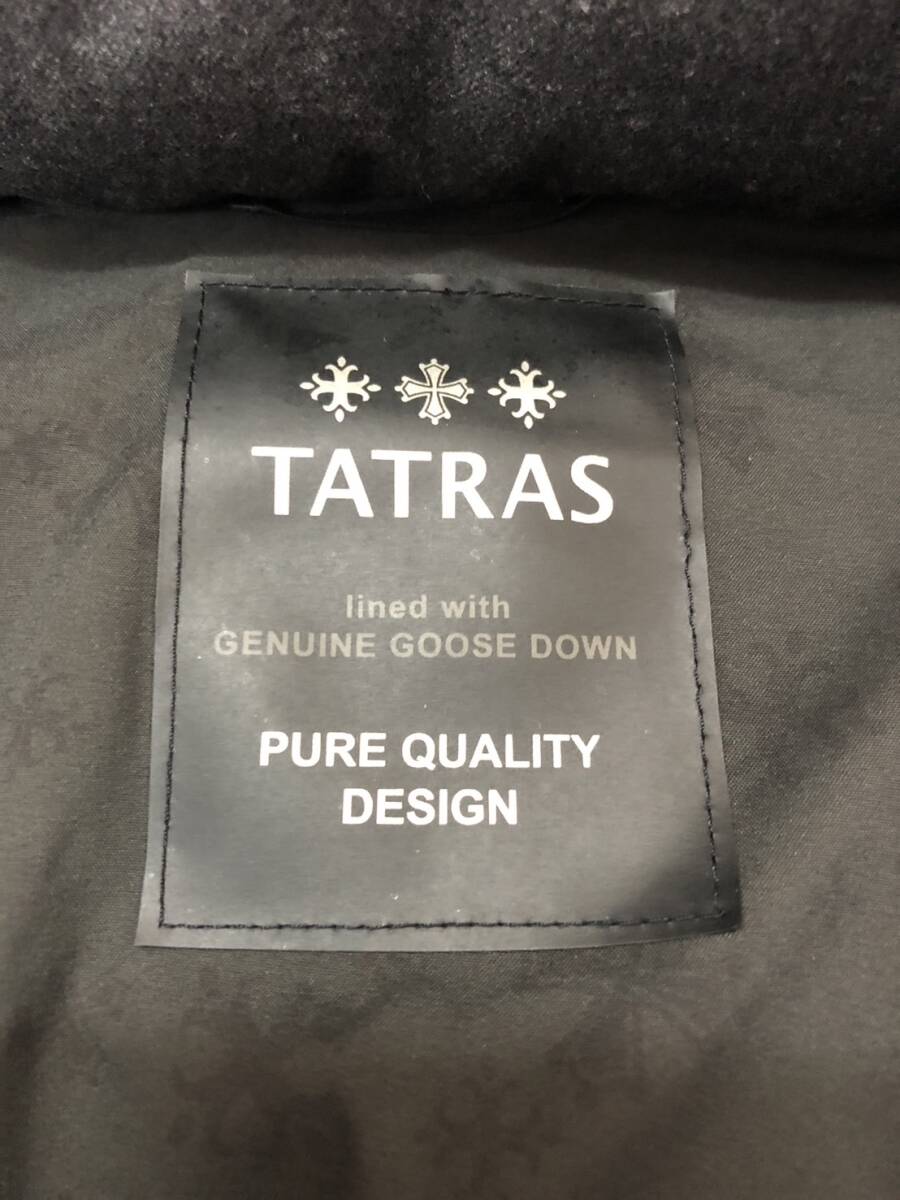 TATRAS
lined with
GENUINE GOOSE DOWN
PURE QUALITY
DESIGN